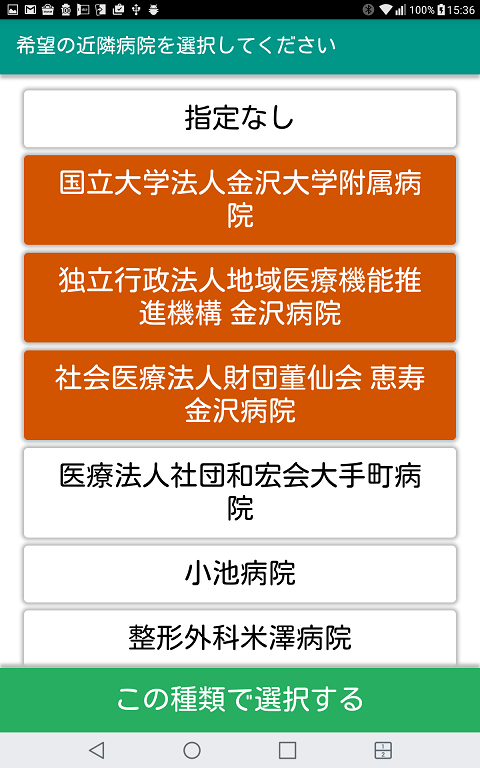 100% 15:36
希望の近隣病院を選択してください
指定なし
国立大学法人金沢大学附属病
院
独立行政法人地域医療機能推
進機構 金沢病院
社会医療法人財団董仙会 恵寿
金沢病院
医療法人社団和宏会大手町病
院
小池病院
整形外科米澤病院
この種類で選択する